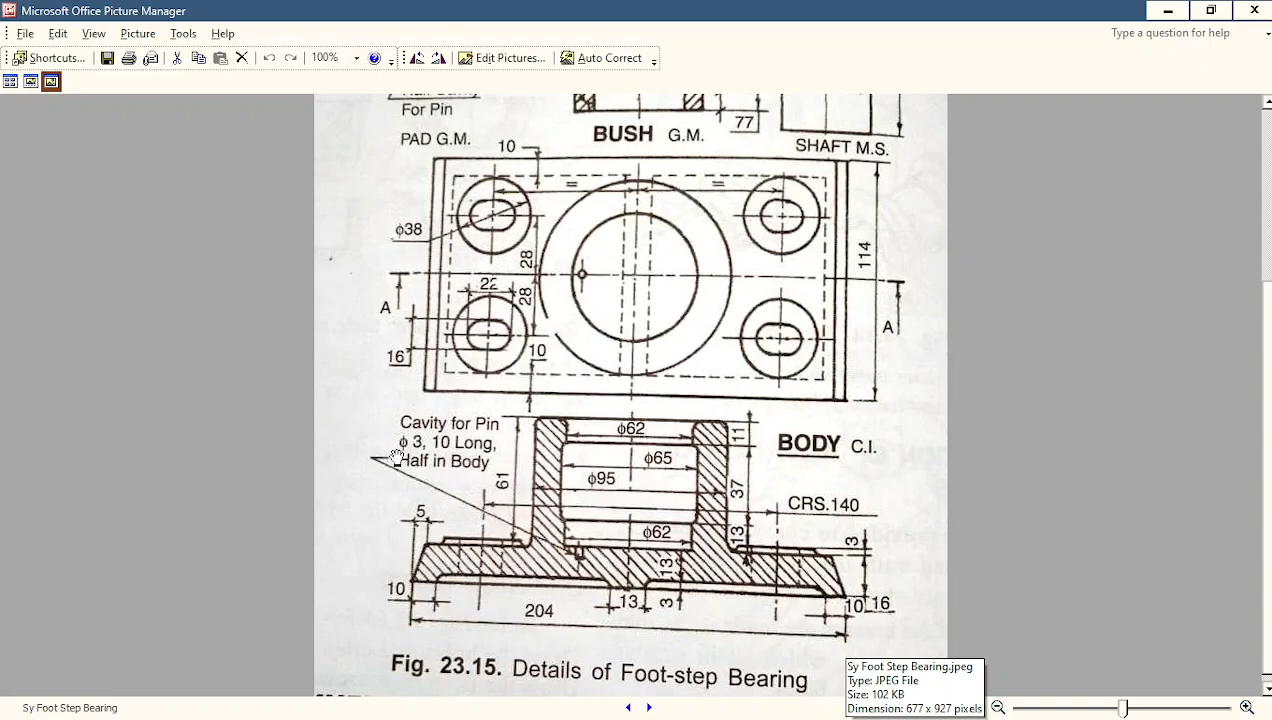 Microsoft Office Picture Manager
File Edit View Picture Tools Help
Type a question for help
Shortcuts... 100% Edit Pictures... Auto Correct
For Pin
PAD G.M.
BUSH G.M.
77
SHAFT M.S.
10
=
=
φ38
28
114
22
28
A
A
16
10
Cavity for Pin
φ 3, 10 Long,
Half in Body
φ62
11
BODY C.I.
φ65
61
φ95
37
CRS.140
5
φ62
13
3
13
10
13
3
10
16
204
Fig. 23.15. Details of Foot-step Bearing
Sy Foot Step Bearing.jpeg
Type: JPEG File
Size: 102 KB
Dimension: 677 x 927 pixels
Sy Foot Step Bearing